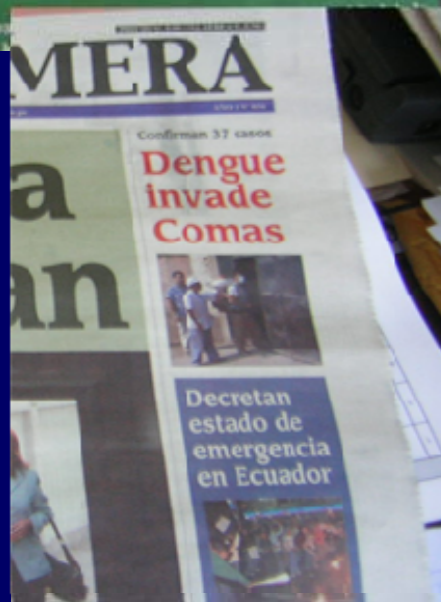 MERA
a
an
Confirman 37 casos
Dengue
invade
Comas
Decretan
estado de
emergencia
en Ecuador